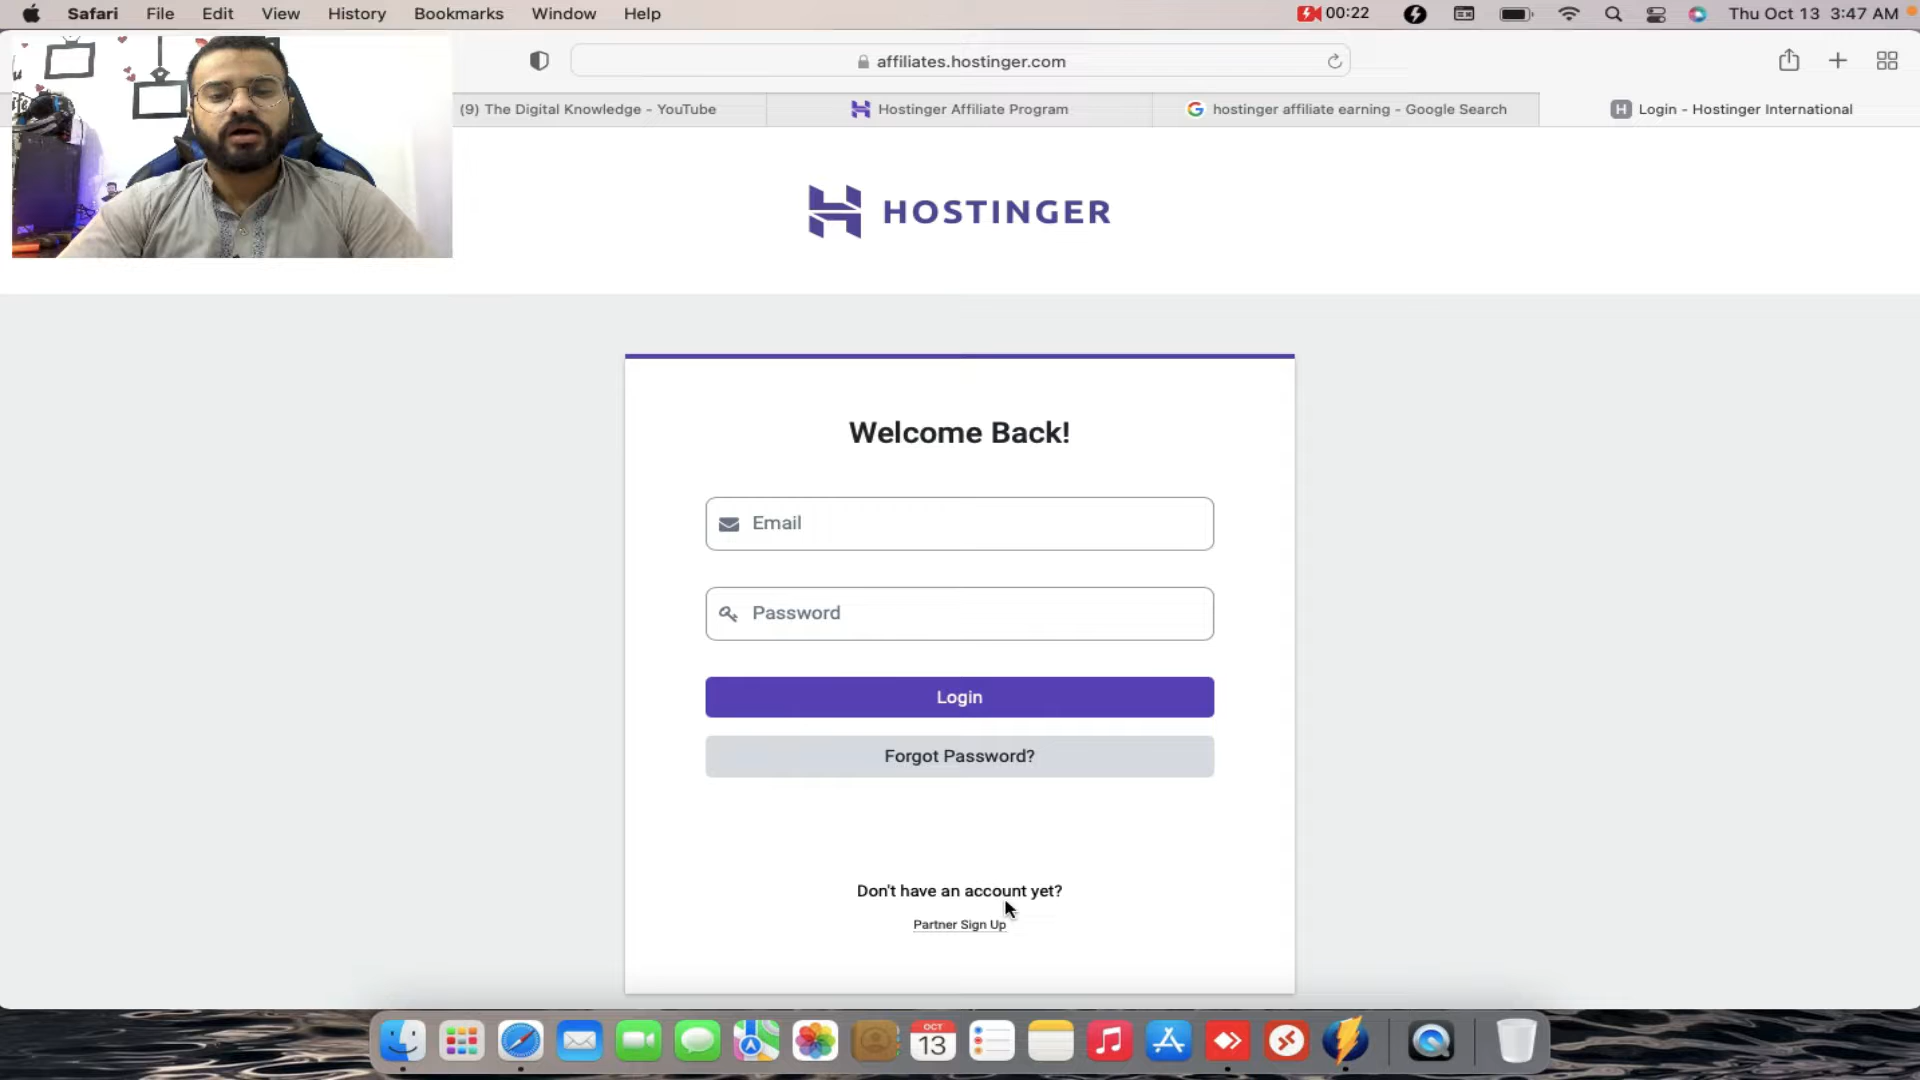 Safari File Edit View History Bookmarks Window Help 00:22 Thu Oct 13 3:47 AM
affiliates.hostinger.com
(9) The Digital Knowledge - YouTube
Hostinger Affiliate Program
hostinger affiliate earning - Google Search
Login - Hostinger International
HOSTINGER
Welcome Back!
Email
Password
Login
Forgot Password?
Don't have an account yet?
Partner Sign Up
OCT
13